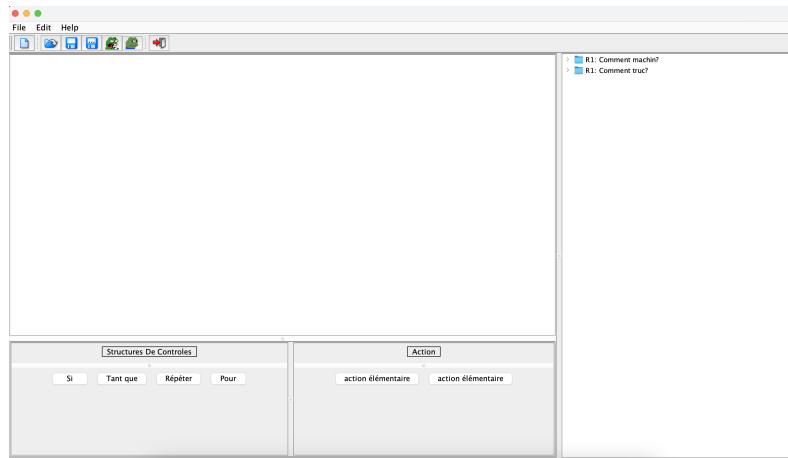 File Edit Help
R1: Comment machin?
R1: Comment truc?
Structures De Controles
Action
Si Tant que Répéter Pour
action élémentaire action élémentaire